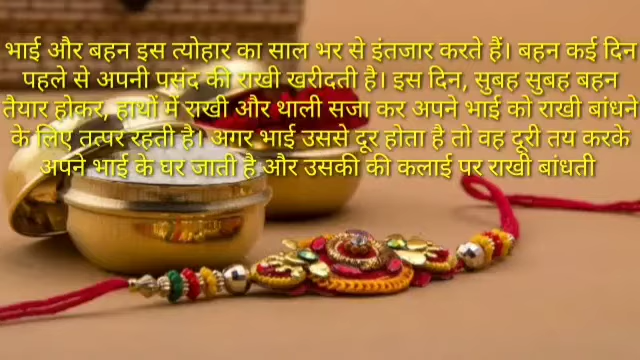 भाई और बहन इस त्योहार का साल भर से इंतजार करते हैं। बहन कई दिन
पहले से अपनी पसंद की राखी खरीदती है। इस दिन, सुबह सुबह बहन
तैयार होकर, हाथों में राखी और थाली सजा कर अपने भाई को राखी बांधने
के लिए तत्पर रहती है। अगर भाई उससे दूर होता है तो वह दूरी तय करके
अपने भाई के घर जाती है और उसकी की कलाई पर राखी बांधती